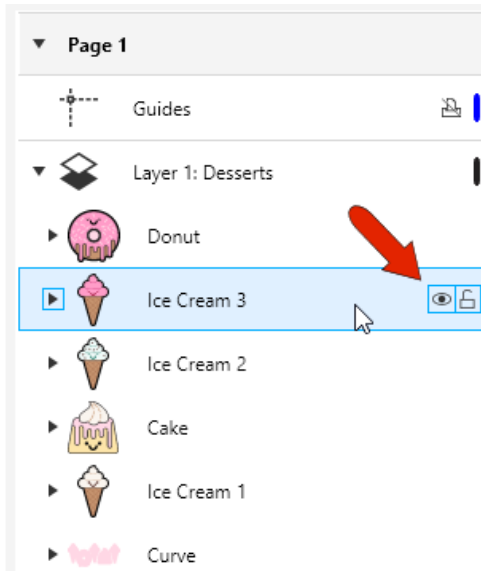 Page 1
Guides
Layer 1: Desserts
Donut
Ice Cream 3
Ice Cream 2
Cake
Ice Cream 1
Curve